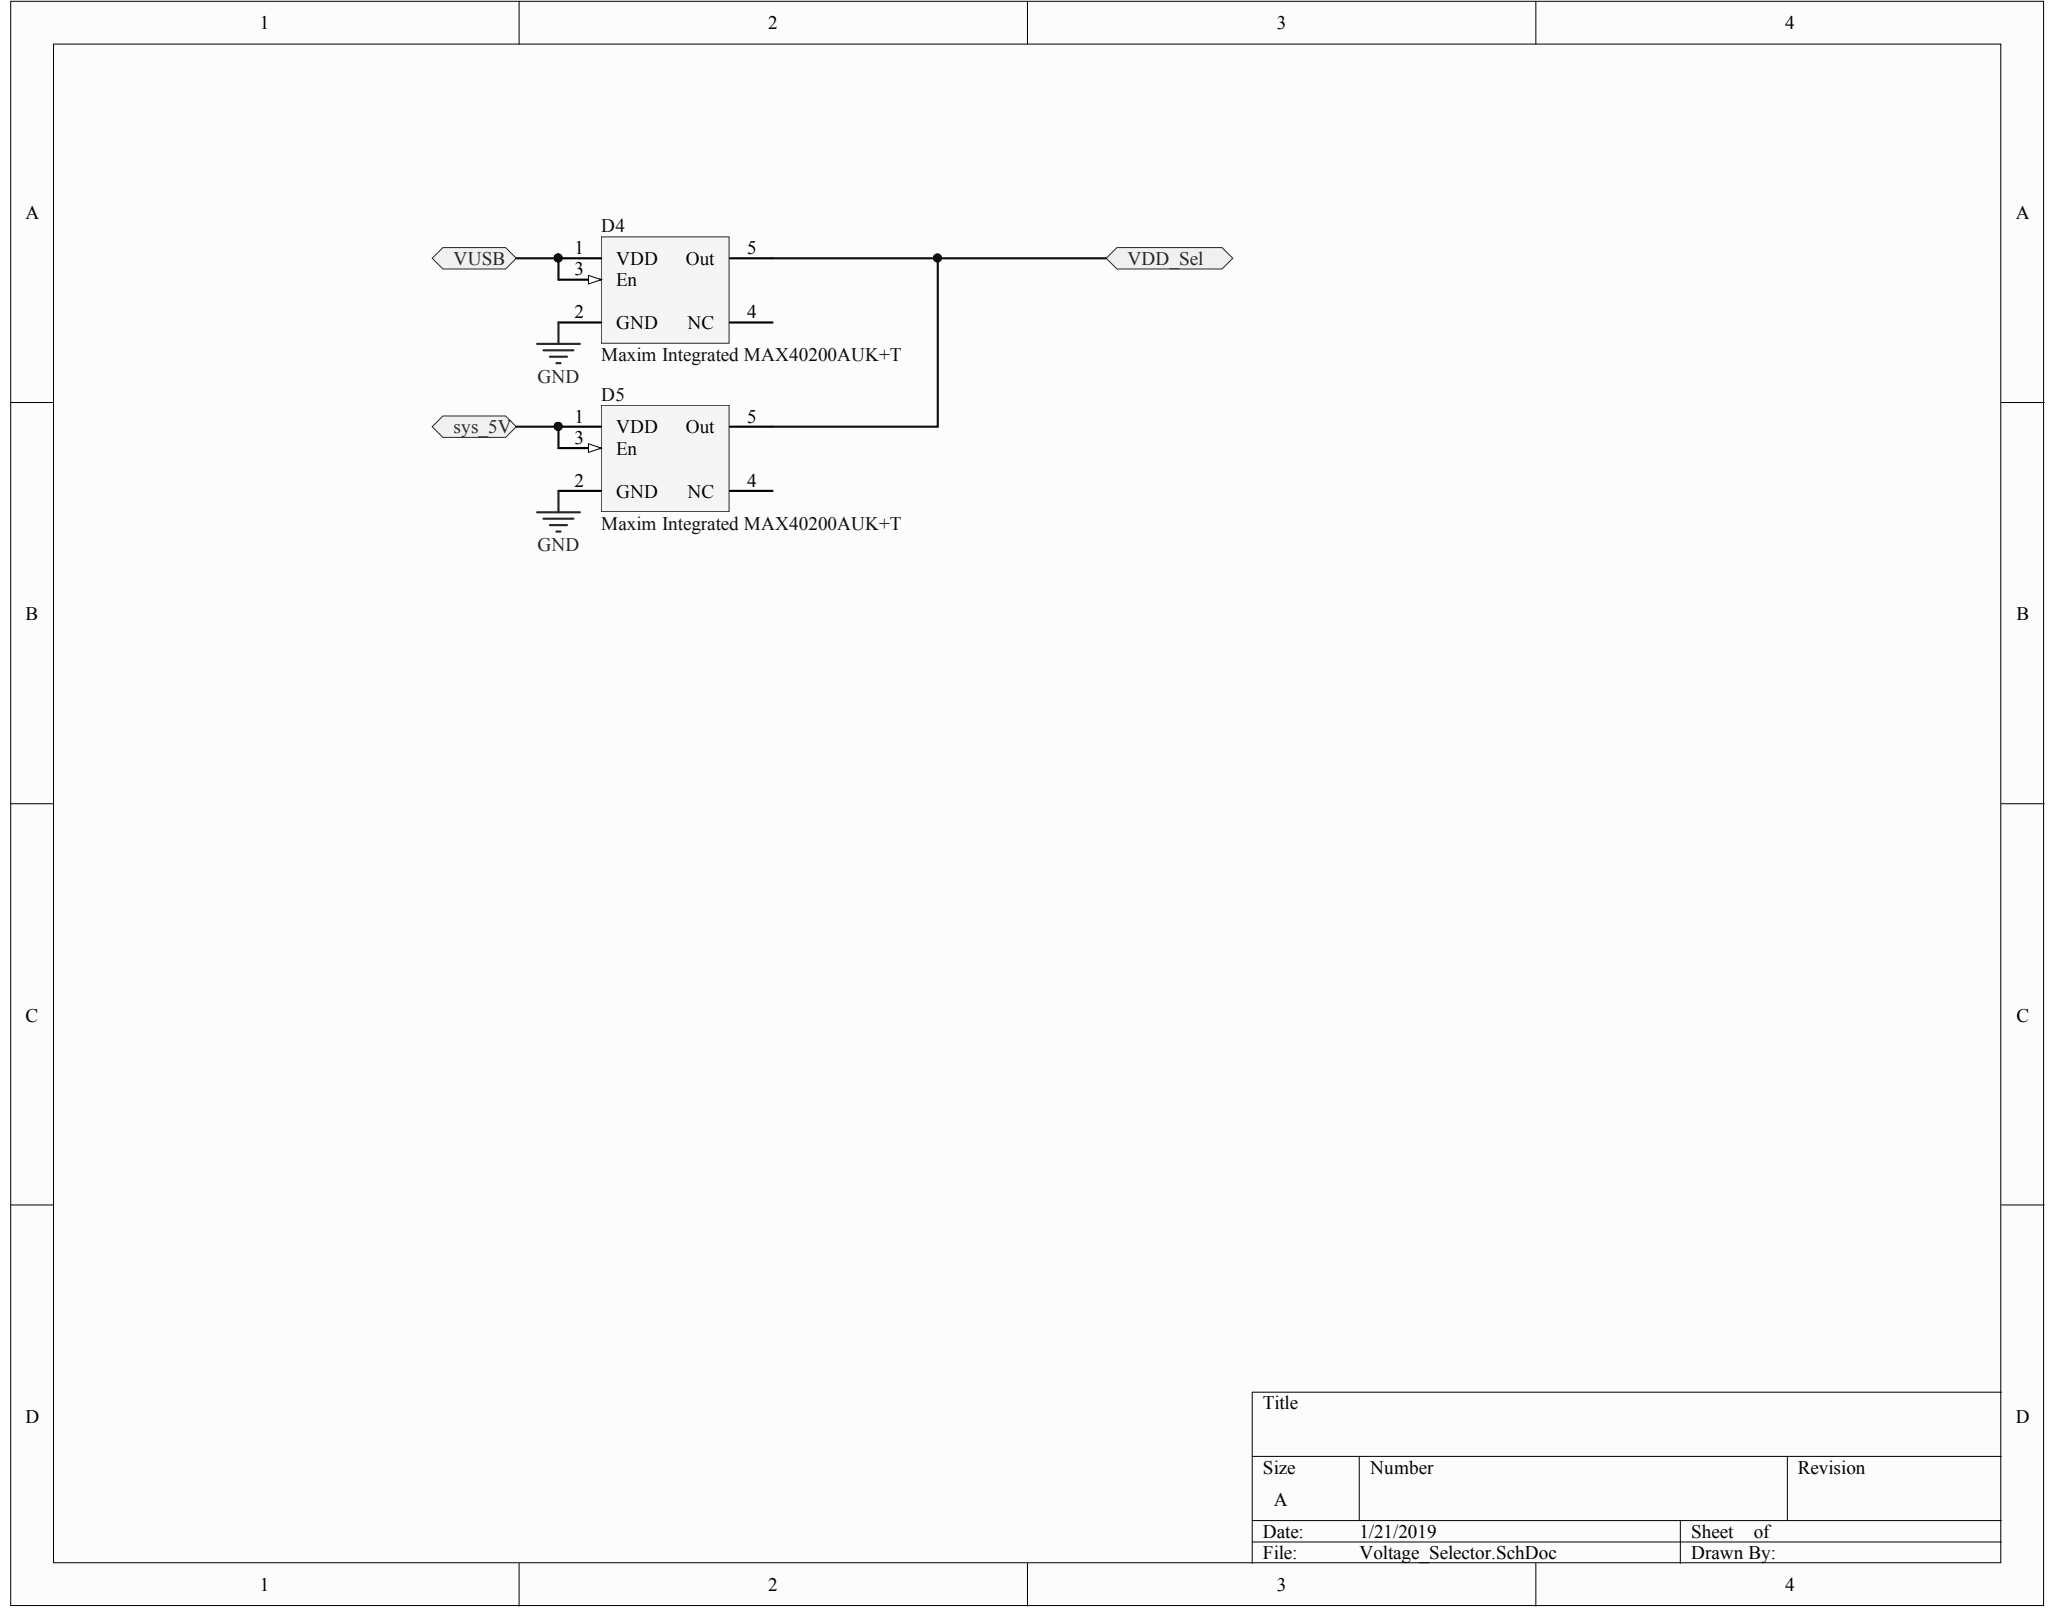 1 2 3 4
A A
D4
VUSB 1 VDD Out 5 VDD_Sel
3 En
2 GND NC 4
Maxim Integrated MAX40200AUK+T
GND
D5
sys_5V 1 VDD Out 5
3 En
2 GND NC 4
Maxim Integrated MAX40200AUK+T
GND
B B
C C
D D
Title
Size Number Revision
A
Date: 1/21/2019 Sheet of
File: Voltage_Selector.SchDoc Drawn By:
1 2 3 4